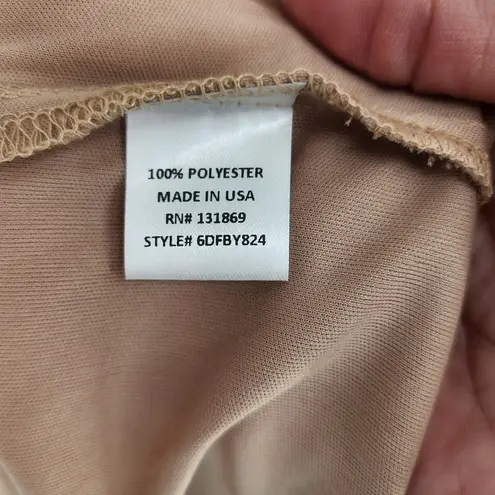 100% POLYESTER
MADE IN USA
RN# 131869
STYLE# 6DFBY824